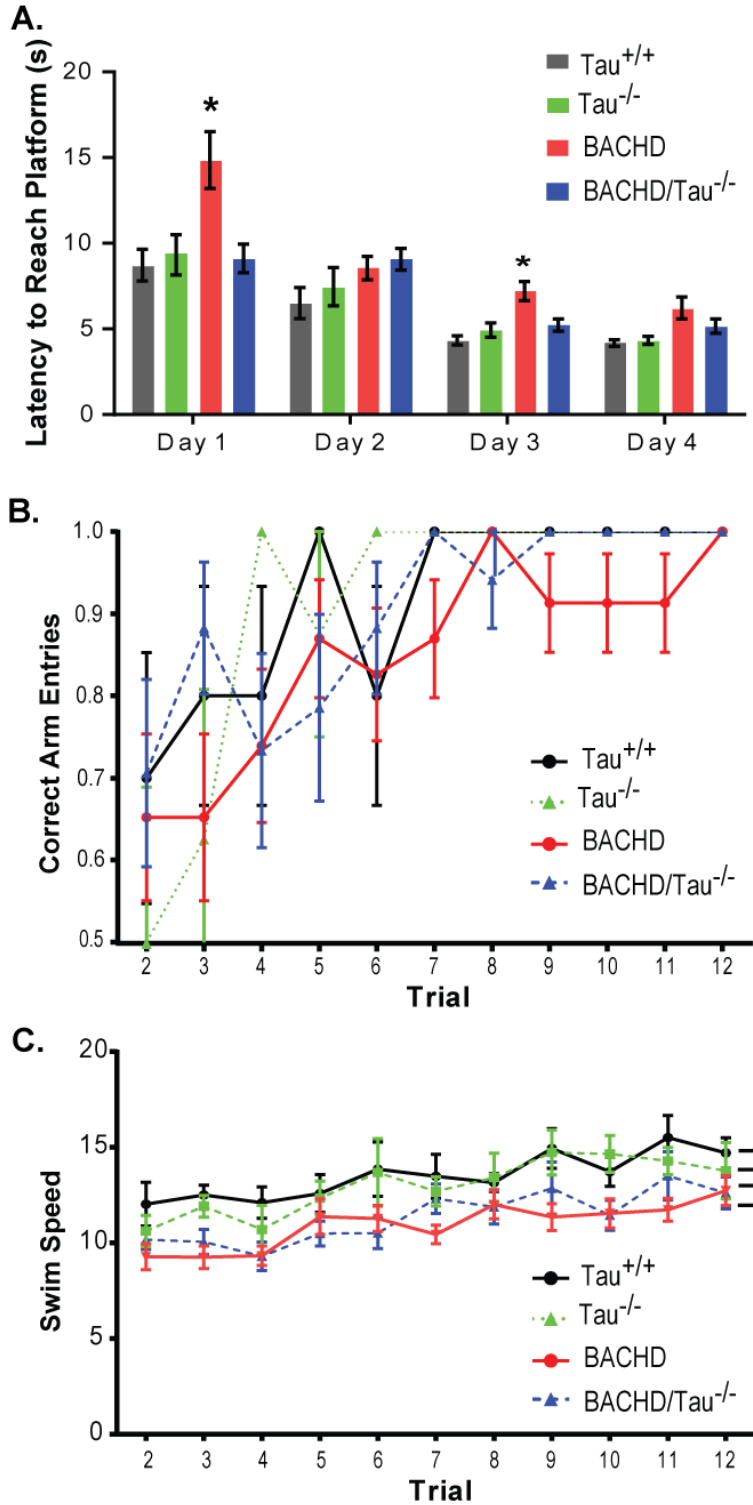 A.
Latency to Reach Platform (s)
20
15
10
5
0
*
*
Tau+/+
Tau-/-
BACHD
BACHD/Tau-/-
Day 1 Day 2 Day 3 Day 4
B.
Correct Arm Entries
1.0
0.9
0.8
0.7
0.6
0.5
Tau+/+
Tau-/-
BACHD
BACHD/Tau-/-
2 3 4 5 6 7 8 9 10 11 12
Trial
C.
Swim Speed
20
15
10
5
0
Tau+/+
Tau-/-
BACHD
BACHD/Tau-/-
2 3 4 5 6 7 8 9 10 11 12
Trial